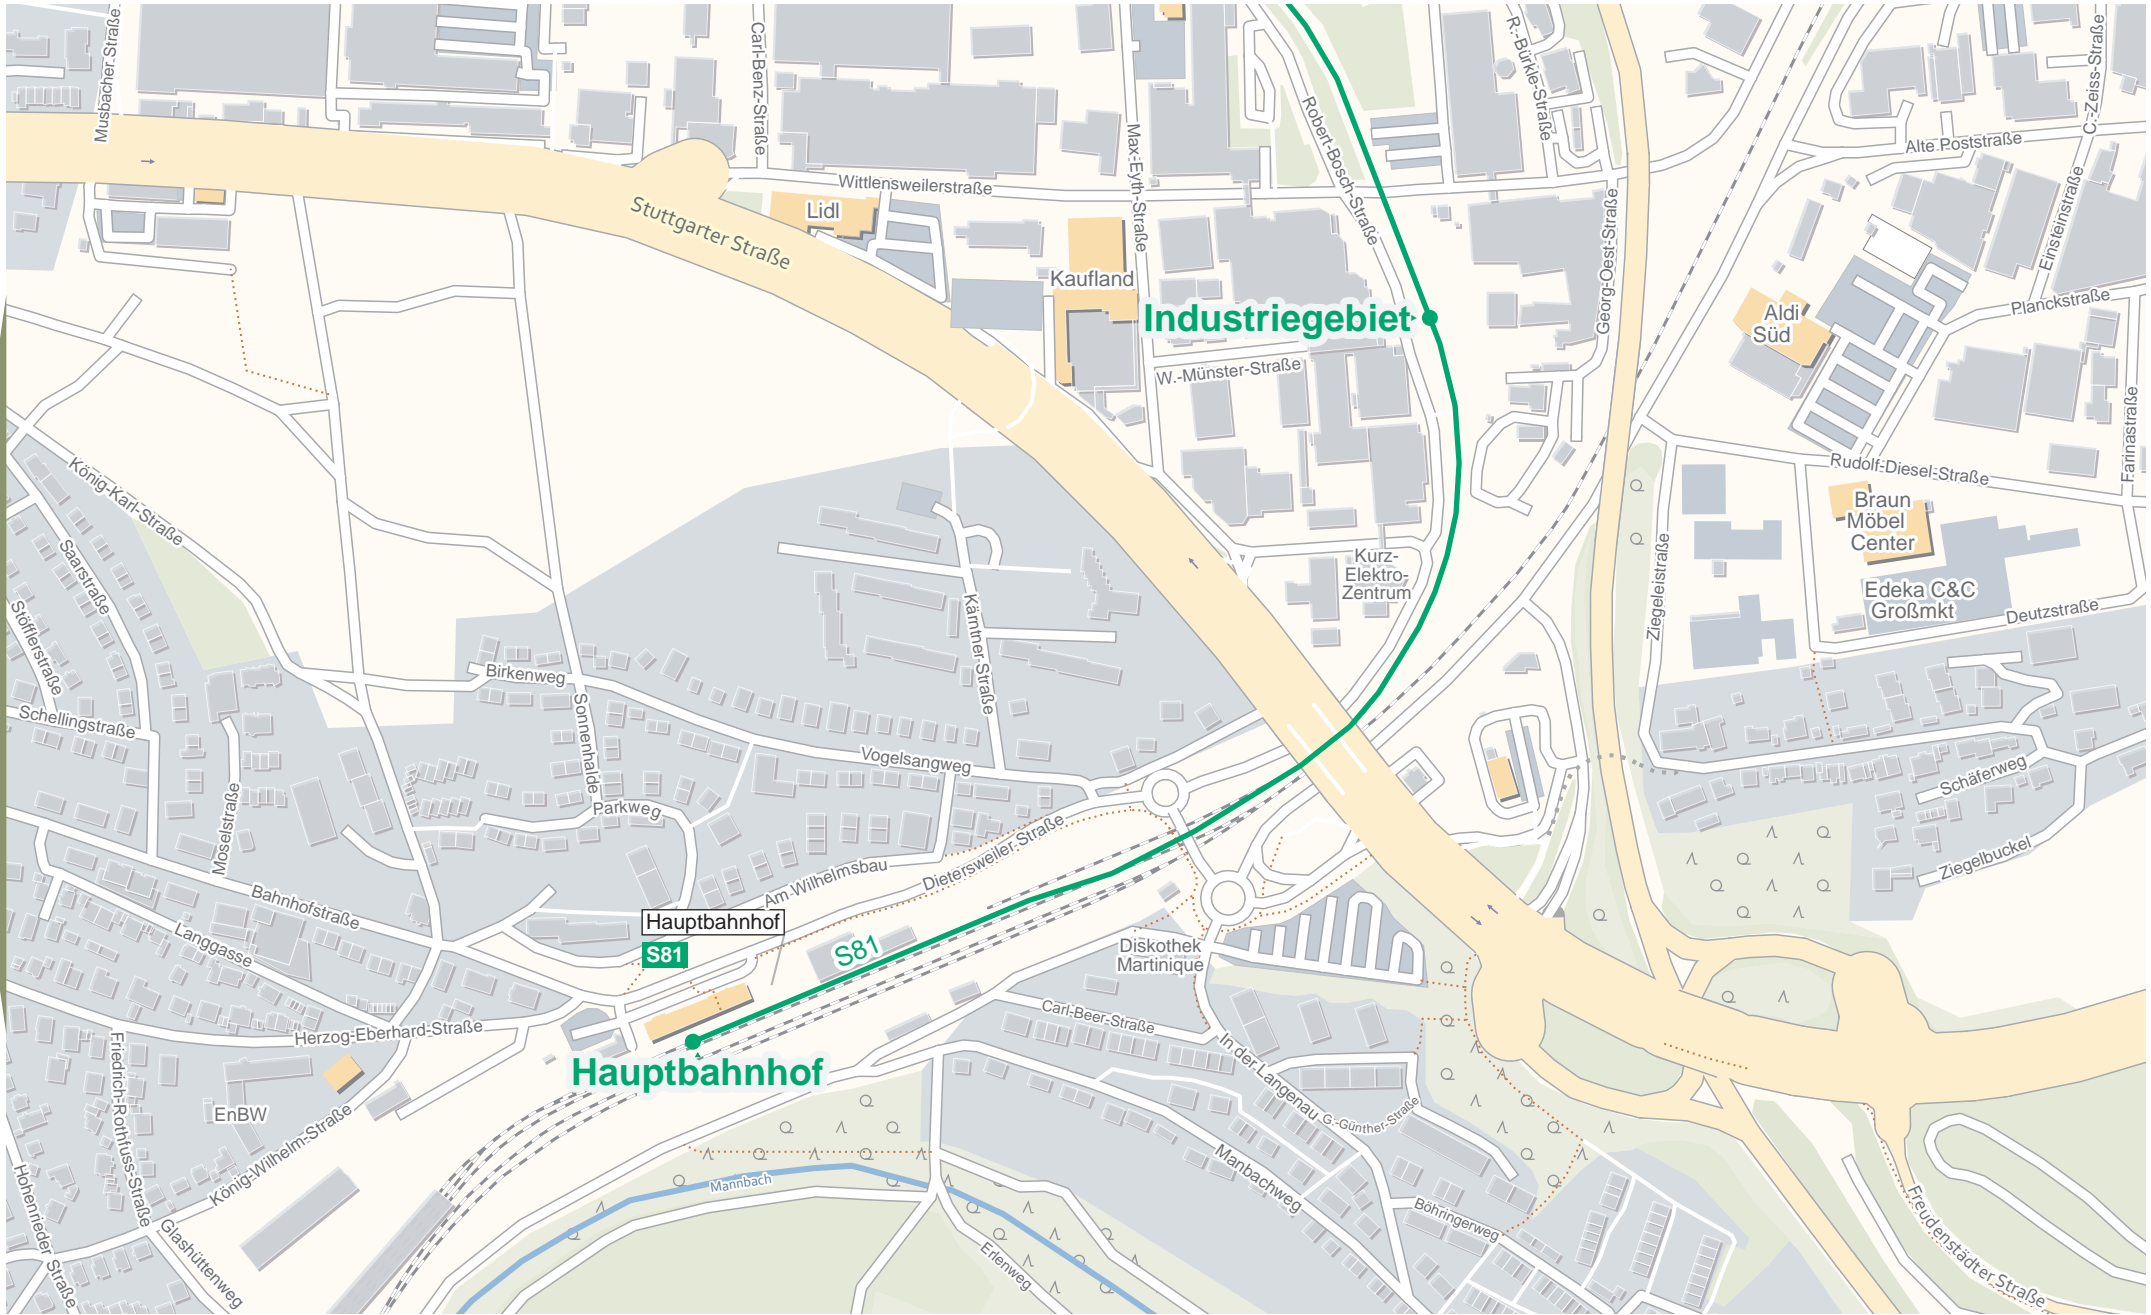 Musbacher Straße
Carl-Benz-Straße
Max-Eyth-Straße
Robert-Bosch-Straße
R.-Bürkle-Straße
C.-Zeiss-Straße
Alte Poststraße
Wittlensweilerstraße
Lidl
Stuttgarter Straße
Kaufland
Georg-Oest-Straße
Einsteinstraße
Planckstraße
Industriegebiet
Aldi
Süd
W.-Münster-Straße
Farinastraße
Rudolf-Diesel-Straße
König-Karl-Straße
Braun
Möbel
Center
Saarstraße
Kurz-
Elektro-
Zentrum
Ziegeleistraße
Edeka C&C
Großmkt
Deutzstraße
Stöfflerstraße
Kärntner-Straße
Birkenweg
Sonnenhalde
Schellingstraße
Vogelsangweg
Schäferweg
Moselstraße
Parkweg
Dietersweiler Straße
Am Wilhelmsbau
Ziegelbuckel
Bahnhofstraße
Langgasse
Hauptbahnhof
S81
S81
Diskothek
Martinique
Carl-Beer-Straße
Herzog-Eberhard-Straße
Hauptbahnhof
In der Langenau
G.-Günther-Straße
Friedrich-Rothfuss-Straße
EnBW
König-Wilhelm-Straße
Mannbach
Manbachweg
Böhringerweg
Hohenrieder Straße
Glashüttenweg
Erlenweg
Freudenstädter Straße